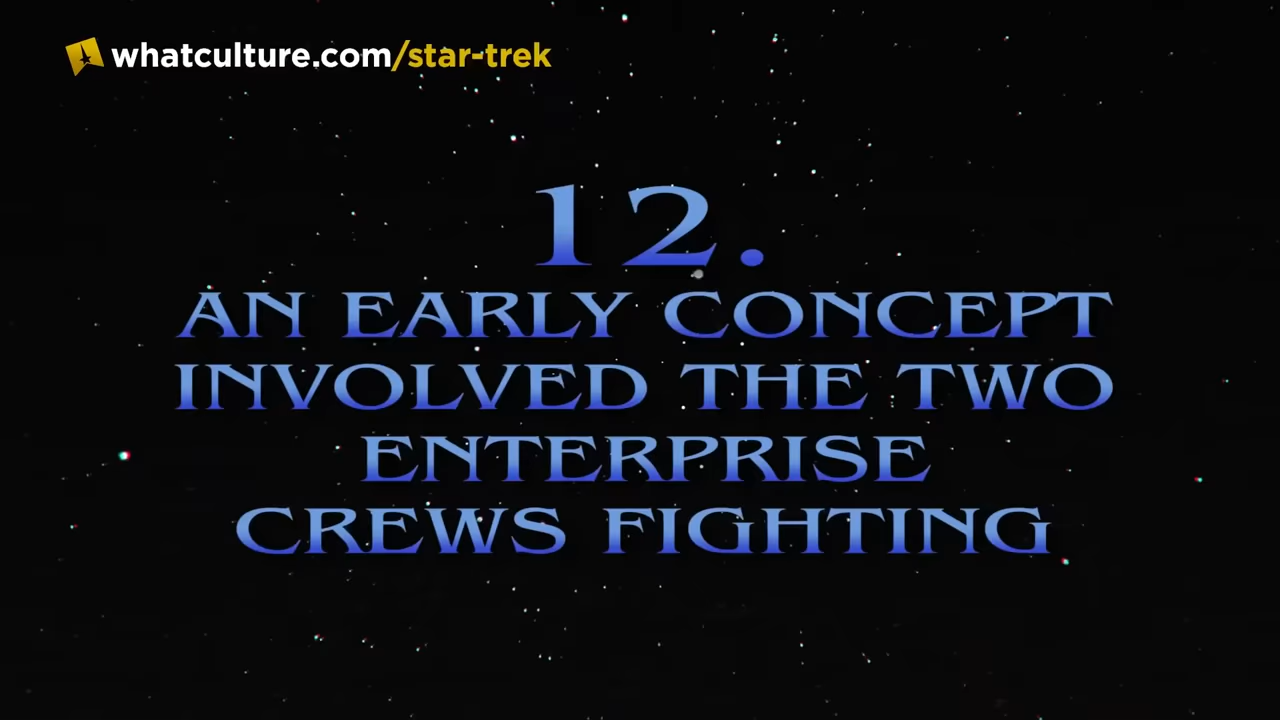 whatculture.com/star-trek
12.
AN EARLY CONCEPT
INVOLVED THE TWO
ENTERPRISE
CREWS FIGHTING